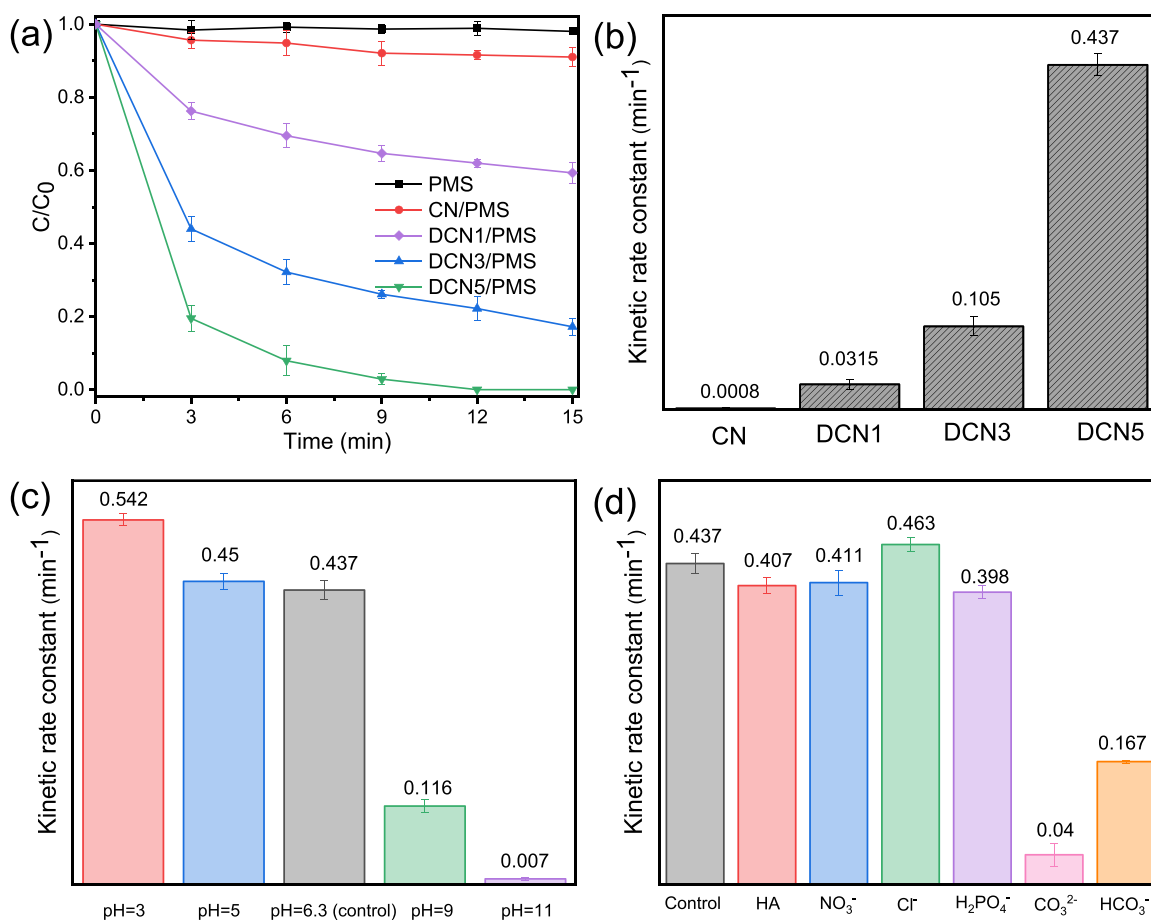 (a)
C/C0
1.0
0.8
0.6
0.4
0.2
0.0
PMS
CN/PMS
DCN1/PMS
DCN3/PMS
DCN5/PMS
0 3 6 9 12 15
Time (min)
(b)
Kinetic rate constant (min⁻¹)
0.0008
0.0315
0.105
0.437
CN DCN1 DCN3 DCN5
(c)
Kinetic rate constant (min⁻¹)
0.542
0.45
0.437
0.116
0.007
pH=3 pH=5 pH=6.3 (control) pH=9 pH=11
(d)
Kinetic rate constant (min⁻¹)
0.437
0.407
0.411
0.463
0.398
0.04
0.167
Control HA NO₃⁻ Cl⁻ H₂PO₄⁻ CO₃²⁻ HCO₃⁻